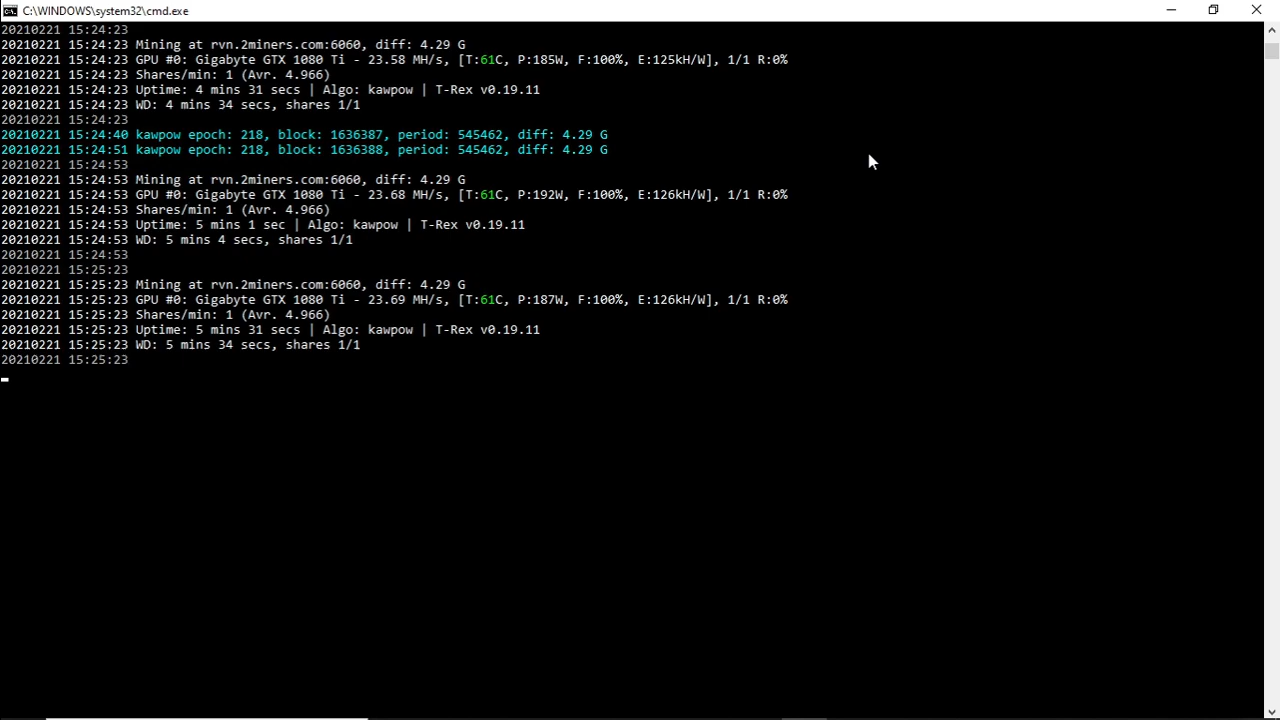 C:\WINDOWS\system32\cmd.exe
20210221 15:24:23
20210221 15:24:23 Mining at rvn.2miners.com:6060, diff: 4.29 G
20210221 15:24:23 GPU #0: Gigabyte GTX 1080 Ti - 23.58 MH/s, [T:61C, P:185W, F:100%, E:125kH/W], 1/1 R:0%
20210221 15:24:23 Shares/min: 1 (Avr. 4.966)
20210221 15:24:23 Uptime: 4 mins 31 secs | Algo: kawpow | T-Rex v0.19.11
20210221 15:24:23 WD: 4 mins 34 secs, shares 1/1
20210221 15:24:23
20210221 15:24:40 kawpow epoch: 218, block: 1636387, period: 545462, diff: 4.29 G
20210221 15:24:51 kawpow epoch: 218, block: 1636388, period: 545462, diff: 4.29 G
20210221 15:24:53
20210221 15:24:53 Mining at rvn.2miners.com:6060, diff: 4.29 G
20210221 15:24:53 GPU #0: Gigabyte GTX 1080 Ti - 23.68 MH/s, [T:61C, P:192W, F:100%, E:126kH/W], 1/1 R:0%
20210221 15:24:53 Shares/min: 1 (Avr. 4.966)
20210221 15:24:53 Uptime: 5 mins 1 sec | Algo: kawpow | T-Rex v0.19.11
20210221 15:24:53 WD: 5 mins 4 secs, shares 1/1
20210221 15:24:53
20210221 15:25:23
20210221 15:25:23 Mining at rvn.2miners.com:6060, diff: 4.29 G
20210221 15:25:23 GPU #0: Gigabyte GTX 1080 Ti - 23.69 MH/s, [T:61C, P:187W, F:100%, E:126kH/W], 1/1 R:0%
20210221 15:25:23 Shares/min: 1 (Avr. 4.966)
20210221 15:25:23 Uptime: 5 mins 31 secs | Algo: kawpow | T-Rex v0.19.11
20210221 15:25:23 WD: 5 mins 34 secs, shares 1/1
20210221 15:25:23